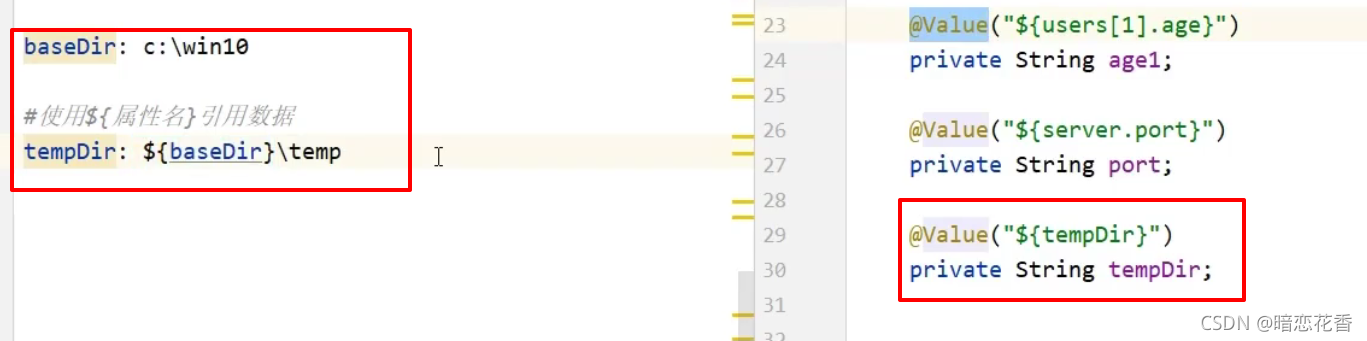 baseDir: c:\win10
#使用${属性名}引用数据
tempDir: ${baseDir}\temp
23 @Value("${users[1].age}")
24 private String age1;
25
26 @Value("${server.port}")
27 private String port;
28
29 @Value("${tempDir}")
30 private String tempDir;
31
32
CSDN @暗恋花香